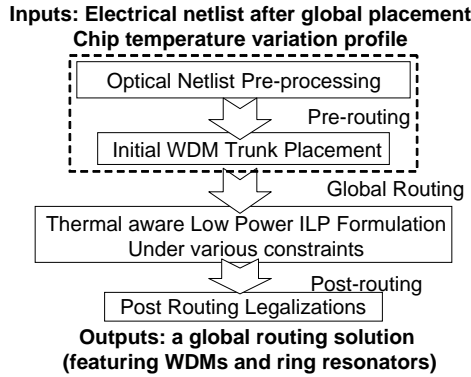 Inputs: Electrical netlist after global placement
Chip temperature variation profile
Optical Netlist Pre-processing
Pre-routing
Initial WDM Trunk Placement
Global Routing
Thermal aware Low Power ILP Formulation
Under various constraints
Post-routing
Post Routing Legalizations
Outputs: a global routing solution
(featuring WDMs and ring resonators)